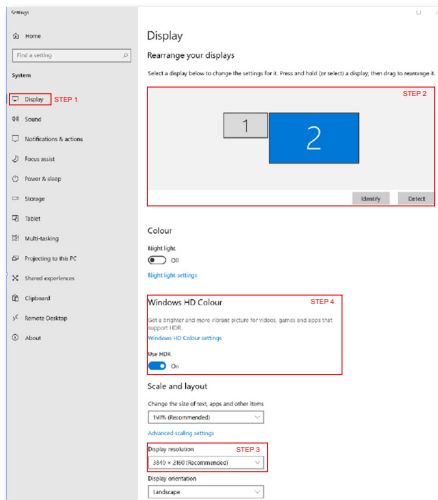 Settings
Home
Find a setting
System
Display
STEP 1
Sound
Notifications & actions
Focus assist
Power & sleep
Storage
Tablet
Multi-tasking
Projecting to this PC
Shared experiences
Clipboard
Remote Desktop
About
Display
Rearrange your displays
Select a display below to change the settings for it. Press and hold (or select) a display, then drag to rearrange it.
STEP 2
1
2
Identify
Detect
Colour
Night light
Off
Night light settings
Windows HD Colour
STEP 4
Get a brighter and more vibrant picture for videos, games and apps that
support HDR.
Windows HD Colour settings
Use HDR
On
Scale and layout
Change the size of text, apps and other items
150% (Recommended)
Advanced scaling settings
Display resolution
STEP 3
3840 × 2160 (Recommended)
Display orientation
Landscape